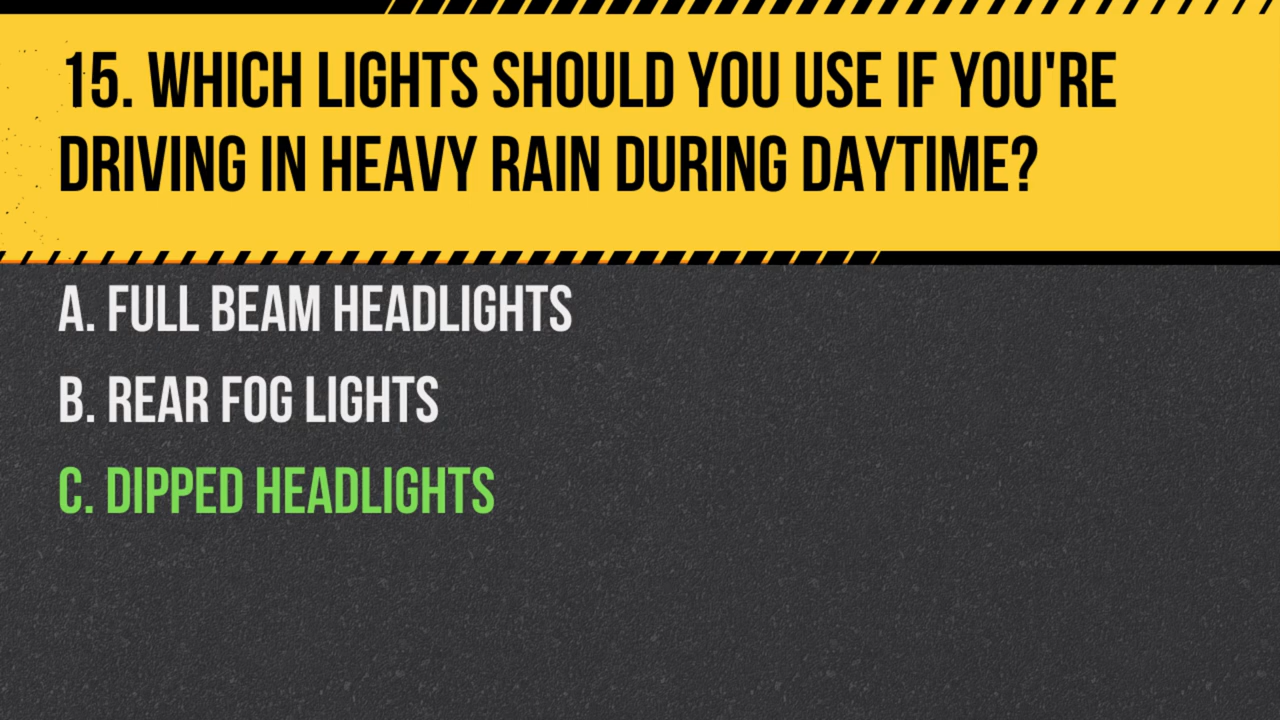 15. WHICH LIGHTS SHOULD YOU USE IF YOU'RE
DRIVING IN HEAVY RAIN DURING DAYTIME?
A. FULL BEAM HEADLIGHTS
B. REAR FOG LIGHTS
C. DIPPED HEADLIGHTS